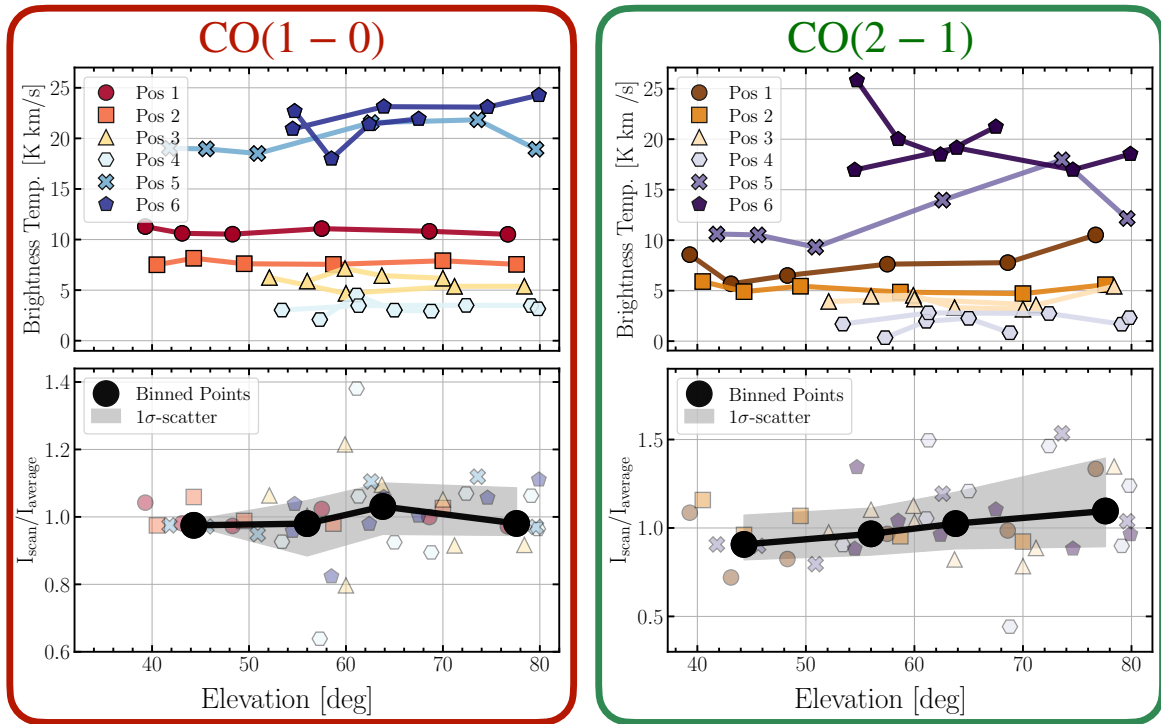 CO(1 − 0)
25
20
15
10
5
0
Brightness Temp. [K km/s]
Pos 1
Pos 2
Pos 3
Pos 4
Pos 5
Pos 6
1.4
1.2
1.0
0.8
0.6
I_scan/I_average
Binned Points
1σ-scatter
40 50 60 70 80
Elevation [deg]
CO(2 − 1)
25
20
15
10
5
0
Brightness Temp. [K km /s]
Pos 1
Pos 2
Pos 3
Pos 4
Pos 5
Pos 6
1.5
1.0
0.5
I_scan/I_average
Binned Points
1σ-scatter
40 50 60 70 80
Elevation [deg]